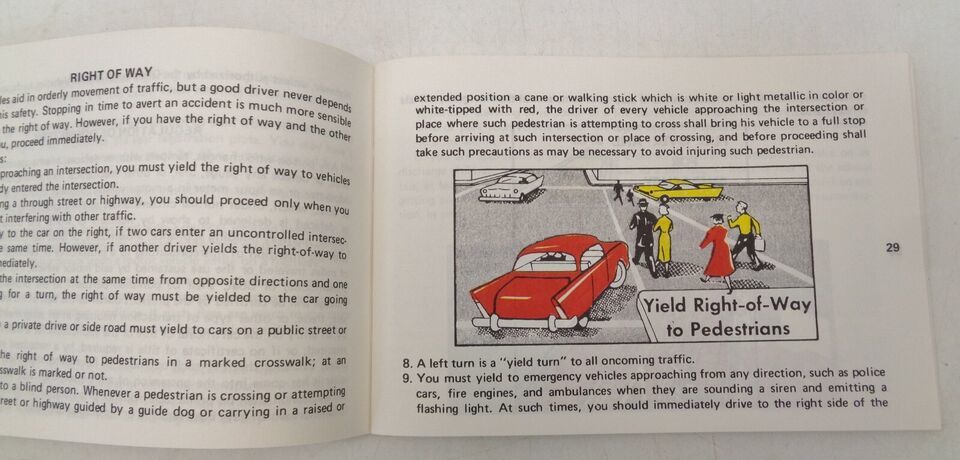 RIGHT OF WAY
les aid in orderly movement of traffic, but a good driver never depends
his safety. Stopping in time to avert an accident is much more sensible
the right of way. However, if you have the right of way and the other
u, proceed immediately.
s:
proaching an intersection, you must yield the right of way to vehicles
dy entered the intersection.
ng a through street or highway, you should proceed only when you
t interfering with other traffic.
y to the car on the right, if two cars enter an uncontrolled intersec-
e same time. However, if another driver yields the right-of-way to
mediately.
the intersection at the same time from opposite directions and one
g for a turn, the right of way must be yielded to the car going
a private drive or side road must yield to cars on a public street or
he right of way to pedestrians in a marked crosswalk; at an
sswalk is marked or not.
to a blind person. Whenever a pedestrian is crossing or attempting
treet or highway guided by a guide dog or carrying in a raised or
extended position a cane or walking stick which is white or light metallic in color or
white-tipped with red, the driver of every vehicle approaching the intersection or
place where such pedestrian is attempting to cross shall bring his vehicle to a full stop
before arriving at such intersection or place of crossing, and before proceeding shall
take such precautions as may be necessary to avoid injuring such pedestrian.
Yield Right-of-Way
to Pedestrians
29
8. A left turn is a "yield turn" to all oncoming traffic.
9. You must yield to emergency vehicles approaching from any direction, such as police
cars, fire engines, and ambulances when they are sounding a siren and emitting a
flashing light. At such times, you should immediately drive to the right side of the